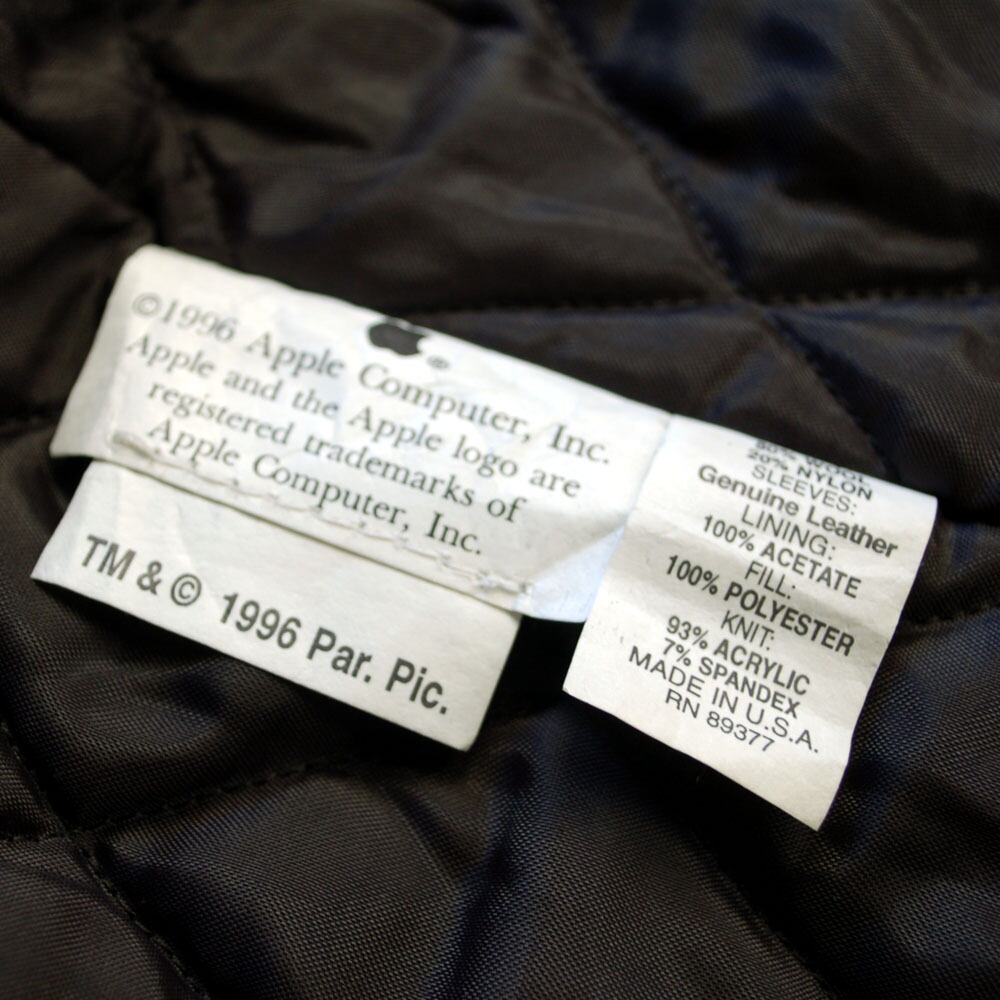 ©1996 Apple Computer, Inc.
Apple and the Apple logo are
registered trademarks of
Apple Computer, Inc.
TM & © 1996 Par. Pic.
20% NYLON
SLEEVES:
Genuine Leather
LINING:
100% ACETATE
FILL:
100% POLYESTER
KNIT:
93% ACRYLIC
7% SPANDEX
MADE IN U.S.A.
RN 89377